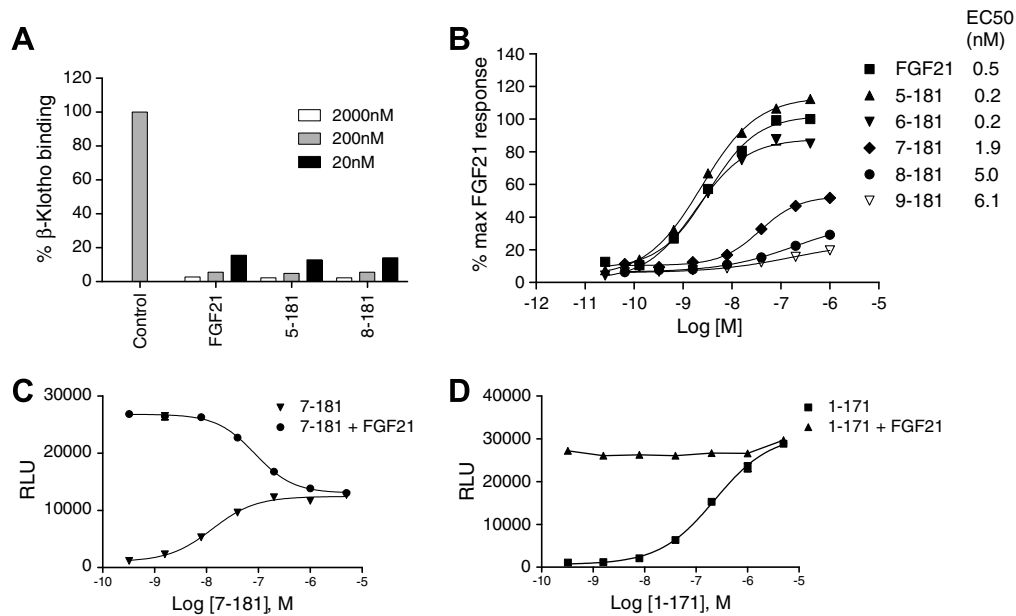 A
% β-Klotho binding
120
100
80
60
40
20
0
2000nM
200nM
20nM
Control
FGF21
5-181
8-181
B
% max FGF21 response
140
120
100
80
60
40
20
0
-12
-11
-10
-9
-8
-7
-6
-5
Log [M]
EC50
(nM)
FGF21 0.5
5-181 0.2
6-181 0.2
7-181 1.9
8-181 5.0
9-181 6.1
C
RLU
30000
20000
10000
0
-10
-9
-8
-7
-6
-5
Log [7-181], M
7-181
7-181 + FGF21
D
RLU
40000
30000
20000
10000
0
-10
-9
-8
-7
-6
-5
Log [1-171], M
1-171
1-171 + FGF21